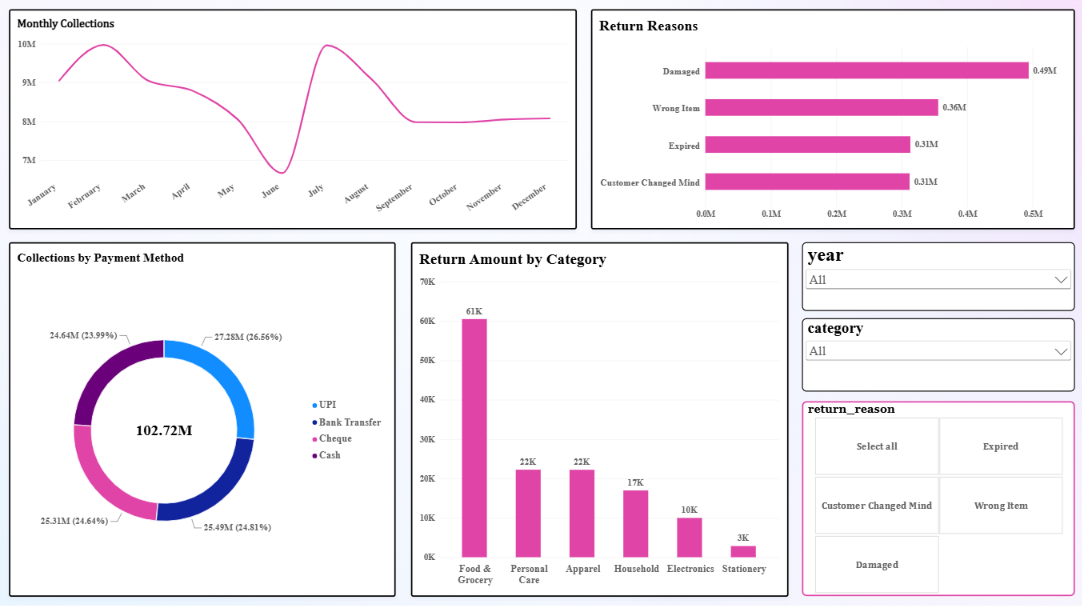 Monthly Collections
10M
9M
8M
7M
January
February
March
April
May
June
July
August
September
October
November
December
Return Reasons
Damaged
0.49M
Wrong Item
0.36M
Expired
0.31M
Customer Changed Mind
0.31M
0.0M
0.1M
0.2M
0.3M
0.4M
0.5M
Collections by Payment Method
24.64M (23.99%)
27.28M (26.56%)
102.72M
25.31M (24.64%)
25.49M (24.81%)
UPI
Bank Transfer
Cheque
Cash
Return Amount by Category
70K
60K
50K
40K
30K
20K
10K
0K
61K
22K
22K
17K
10K
3K
Food &
Grocery
Personal
Care
Apparel
Household
Electronics
Stationery
year
All
category
All
return_reason
Select all
Expired
Customer Changed Mind
Wrong Item
Damaged